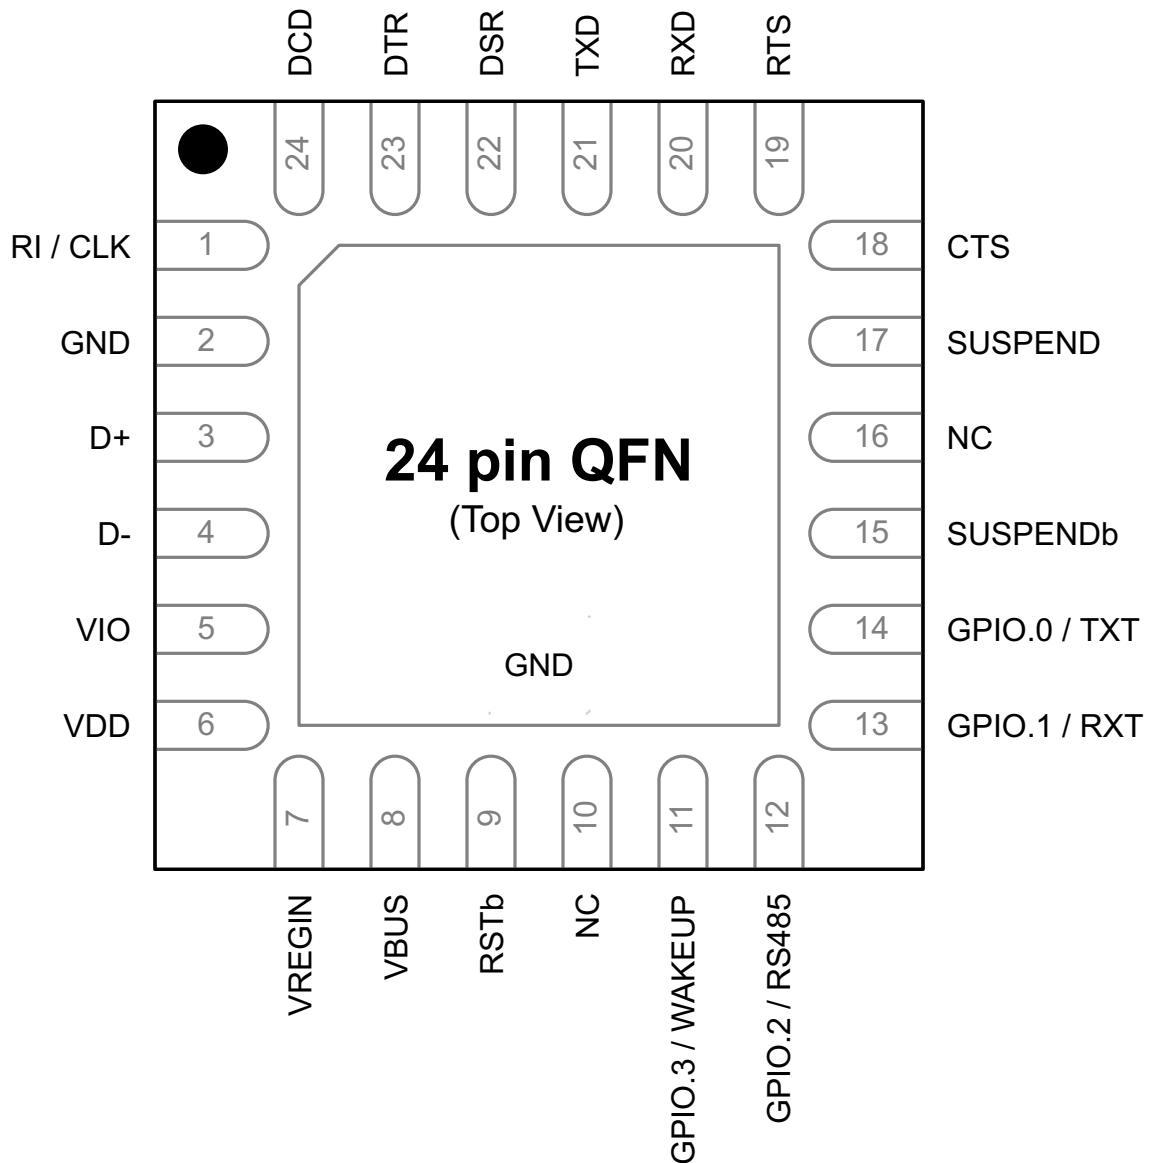 DCD
DTR
DSR
TXD
RXD
RTS
24
23
22
21
20
19
RI / CLK 1
18 CTS
GND 2
17 SUSPEND
D+ 3
16 NC
D- 4
15 SUSPENDb
VIO 5
14 GPIO.0 / TXT
VDD 6
13 GPIO.1 / RXT
24 pin QFN
(Top View)
GND
7
8
9
10
11
12
VREGIN
VBUS
RSTb
NC
GPIO.3 / WAKEUP
GPIO.2 / RS485